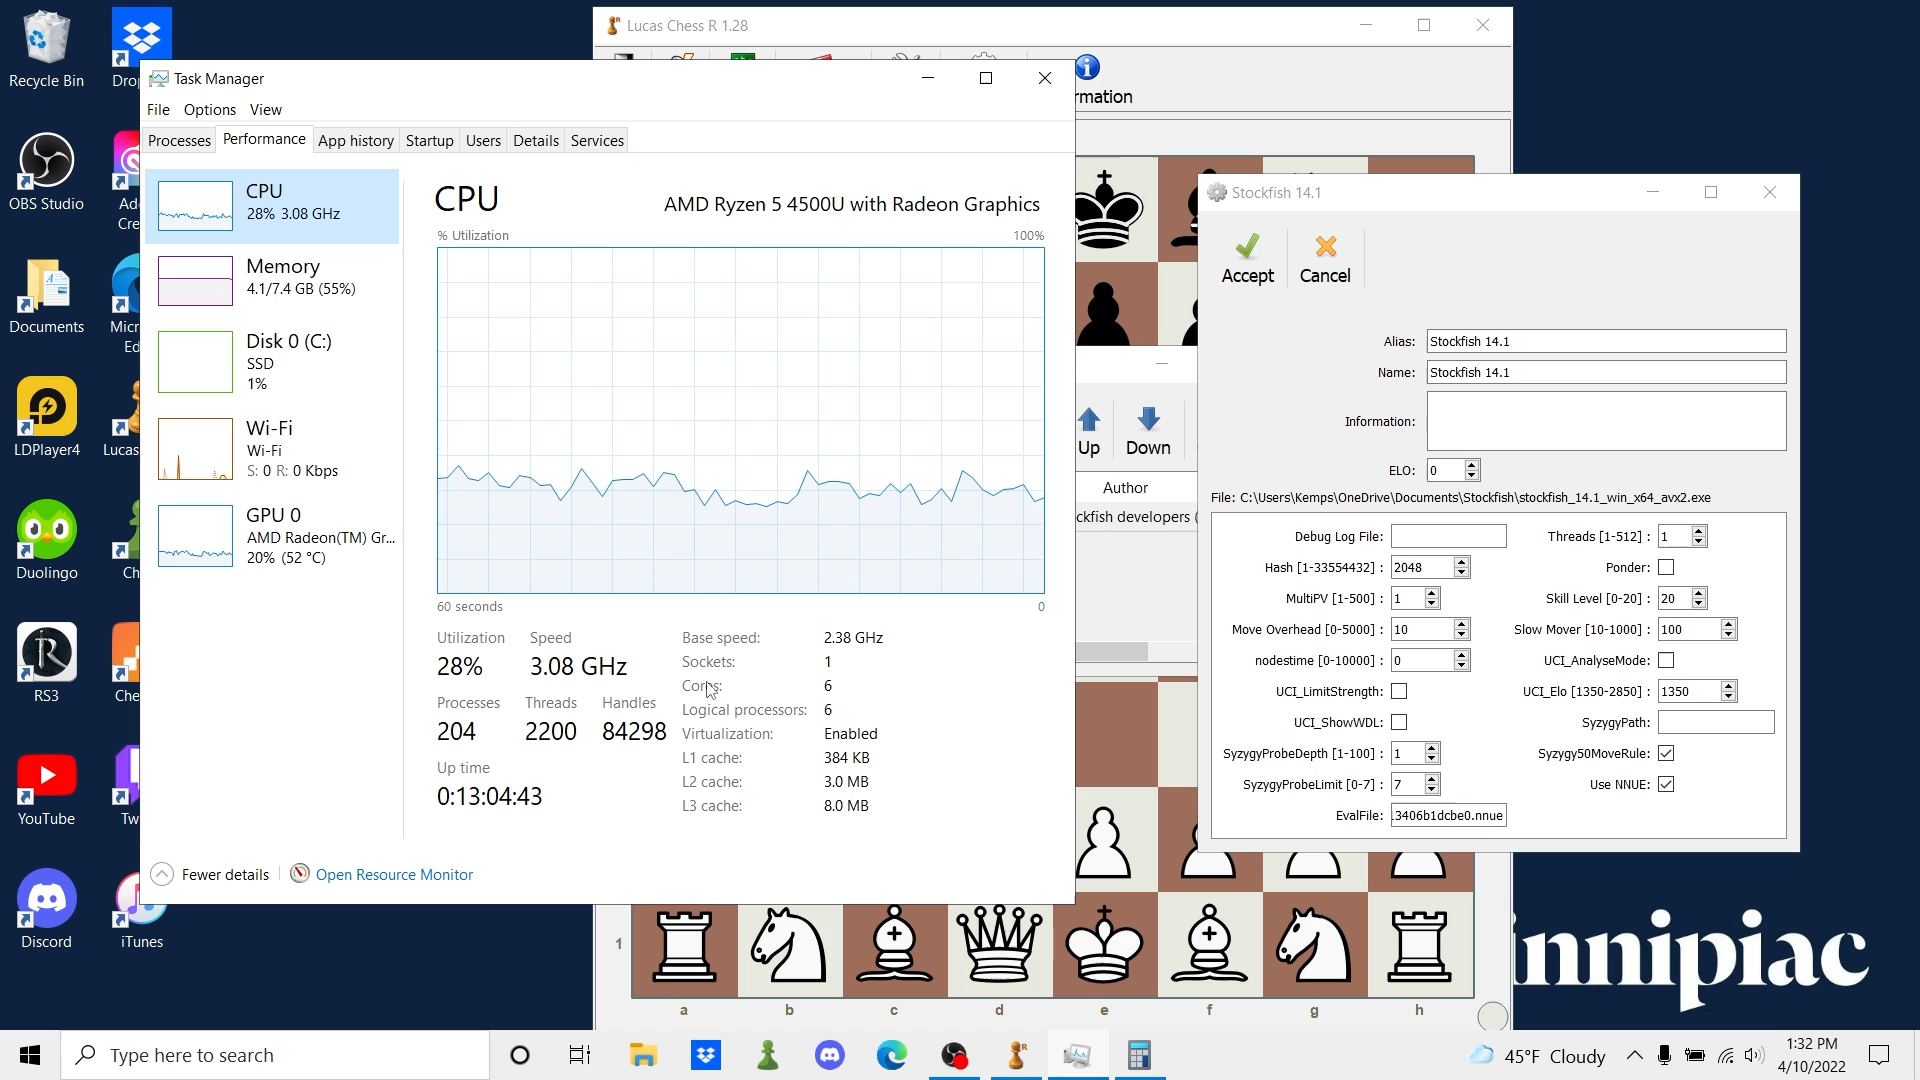 Recycle Bin
OBS Studio
Documents
LDPlayer4
Duolingo
RS3
YouTube
Discord
iTunes
Lucas Chess R 1.28
Task Manager
File Options View
Processes Performance App history Startup Users Details Services
CPU
28% 3.08 GHz
Memory
4.1/7.4 GB (55%)
Disk 0 (C:)
SSD
1%
Wi-Fi
Wi-Fi
S: 0 R: 0 Kbps
GPU 0
AMD Radeon(TM) Gr...
20% (52 °C)
CPU
AMD Ryzen 5 4500U with Radeon Graphics
% Utilization 100%
60 seconds 0
Utilization Speed
28% 3.08 GHz
Processes Threads Handles
204 2200 84298
Up time
0:13:04:43
Base speed: 2.38 GHz
Sockets: 1
Cores: 6
Logical processors: 6
Virtualization: Enabled
L1 cache: 384 KB
L2 cache: 3.0 MB
L3 cache: 8.0 MB
Fewer details Open Resource Monitor
rmation
Up Down
Author
ckfish developers (
Stockfish 14.1
Accept Cancel
Alias: Stockfish 14.1
Name: Stockfish 14.1
Information:
ELO: 0
File: C:\Users\Kemps\OneDrive\Documents\Stockfish\stockfish_14.1_win_x64_avx2.exe
Debug Log File: Threads [1-512] : 1
Hash [1-33554432] : 2048 Ponder:
MultiPV [1-500] : 1 Skill Level [0-20] : 20
Move Overhead [0-5000] : 10 Slow Mover [10-1000] : 100
nodestime [0-10000] : 0 UCI_AnalyseMode:
UCI_LimitStrength: UCI_Elo [1350-2850] : 1350
UCI_ShowWDL: SyzygyPath:
SyzygyProbeDepth [1-100] : 1 Syzygy50MoveRule:
SyzygyProbeLimit [0-7] : 7 Use NNUE:
EvalFile: .3406b1dcbe0.nnue
1
a b c d e f g h
innipiac
Type here to search
45°F Cloudy
1:32 PM
4/10/2022